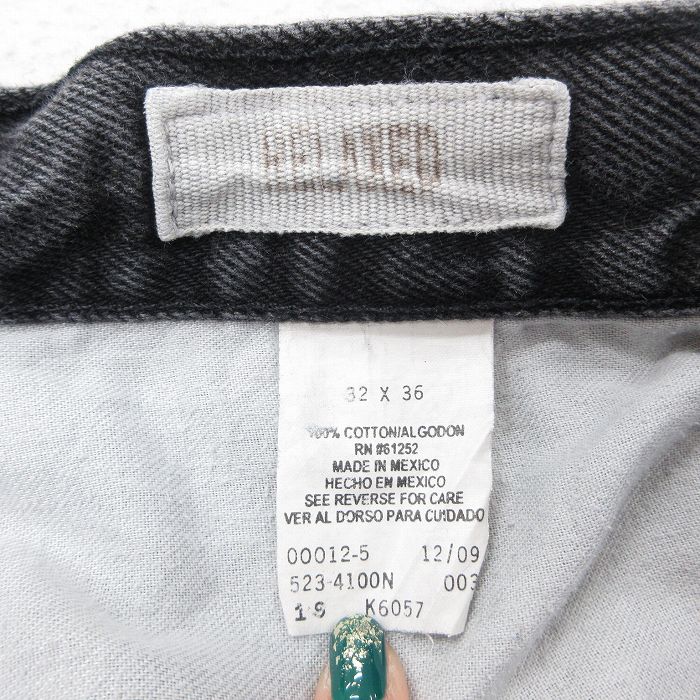 RELAXED
32 X 36
100% COTTON/ALGODON
RN #61252
MADE IN MEXICO
HECHO EN MEXICO
SEE REVERSE FOR CARE
VER AL DORSO PARA CUIDADO
00012-5 12/09
523-4100N 003
19 K6057